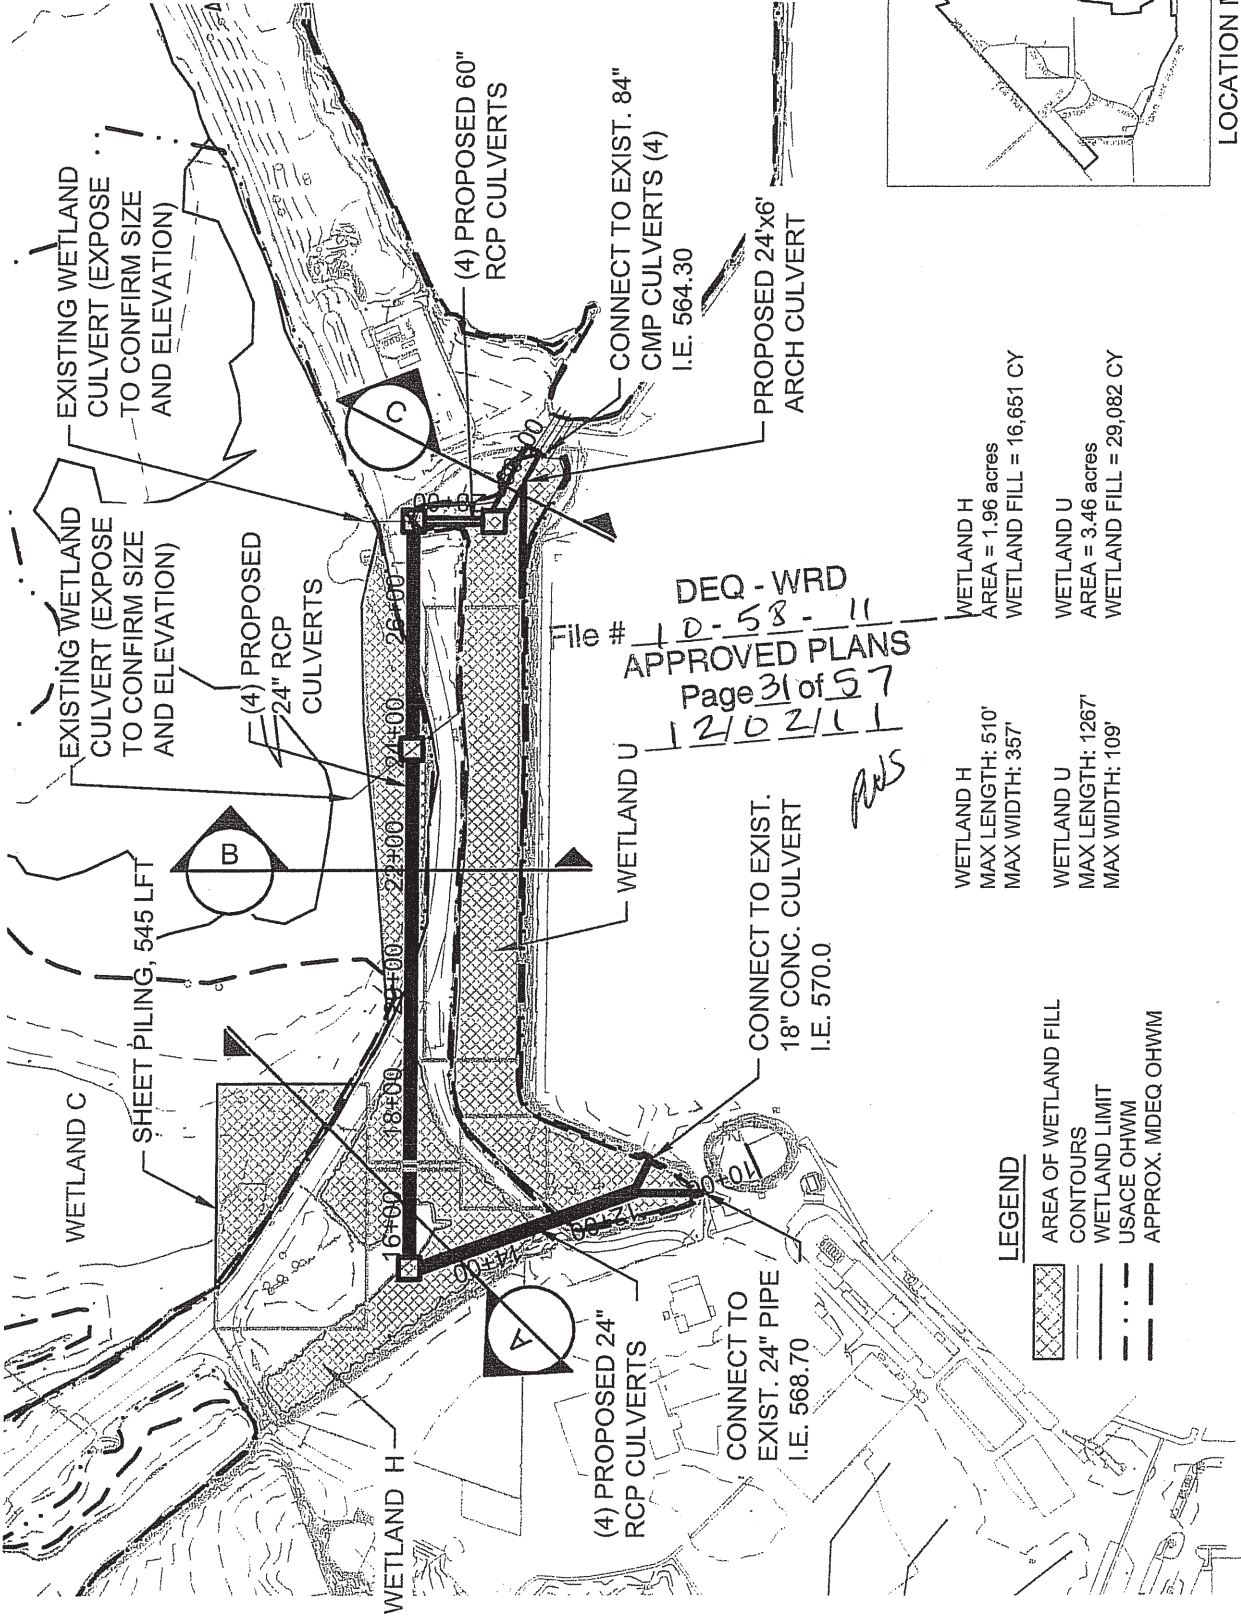 WETLAND C
SHEET PILING, 545 LFT
EXISTING WETLAND
CULVERT (EXPOSE
TO CONFIRM SIZE
AND ELEVATION)
(4) PROPOSED
24" RCP
CULVERTS
EXISTING WETLAND
CULVERT (EXPOSE
TO CONFIRM SIZE
AND ELEVATION)
(4) PROPOSED 60"
RCP CULVERTS
CONNECT TO EXIST. 84"
CMP CULVERTS (4)
I.E. 564.30
PROPOSED 24'x6'
ARCH CULVERT
A
B
C
10+00
12+00
14+00
16+00
18+00
20+00
22+00
24+00
26+00
WETLAND H
(4) PROPOSED 24"
RCP CULVERTS
CONNECT TO
EXIST. 24" PIPE
I.E. 568.70
CONNECT TO EXIST.
18" CONC. CULVERT
I.E. 570.0
WETLAND U
DEQ - WRD
File # 10-58-11
APPROVED PLANS
Page 31 of 57
12/02/11
LEGEND
AREA OF WETLAND FILL
CONTOURS
WETLAND LIMIT
USACE OHWM
APPROX. MDEQ OHWM
WETLAND H
MAX LENGTH: 510'
MAX WIDTH: 357'
WETLAND U
MAX LENGTH: 1267'
MAX WIDTH: 109'
WETLAND H
AREA = 1.96 acres
WETLAND FILL = 16,651 CY
WETLAND U
AREA = 3.46 acres
WETLAND FILL = 29,082 CY
LOCATION